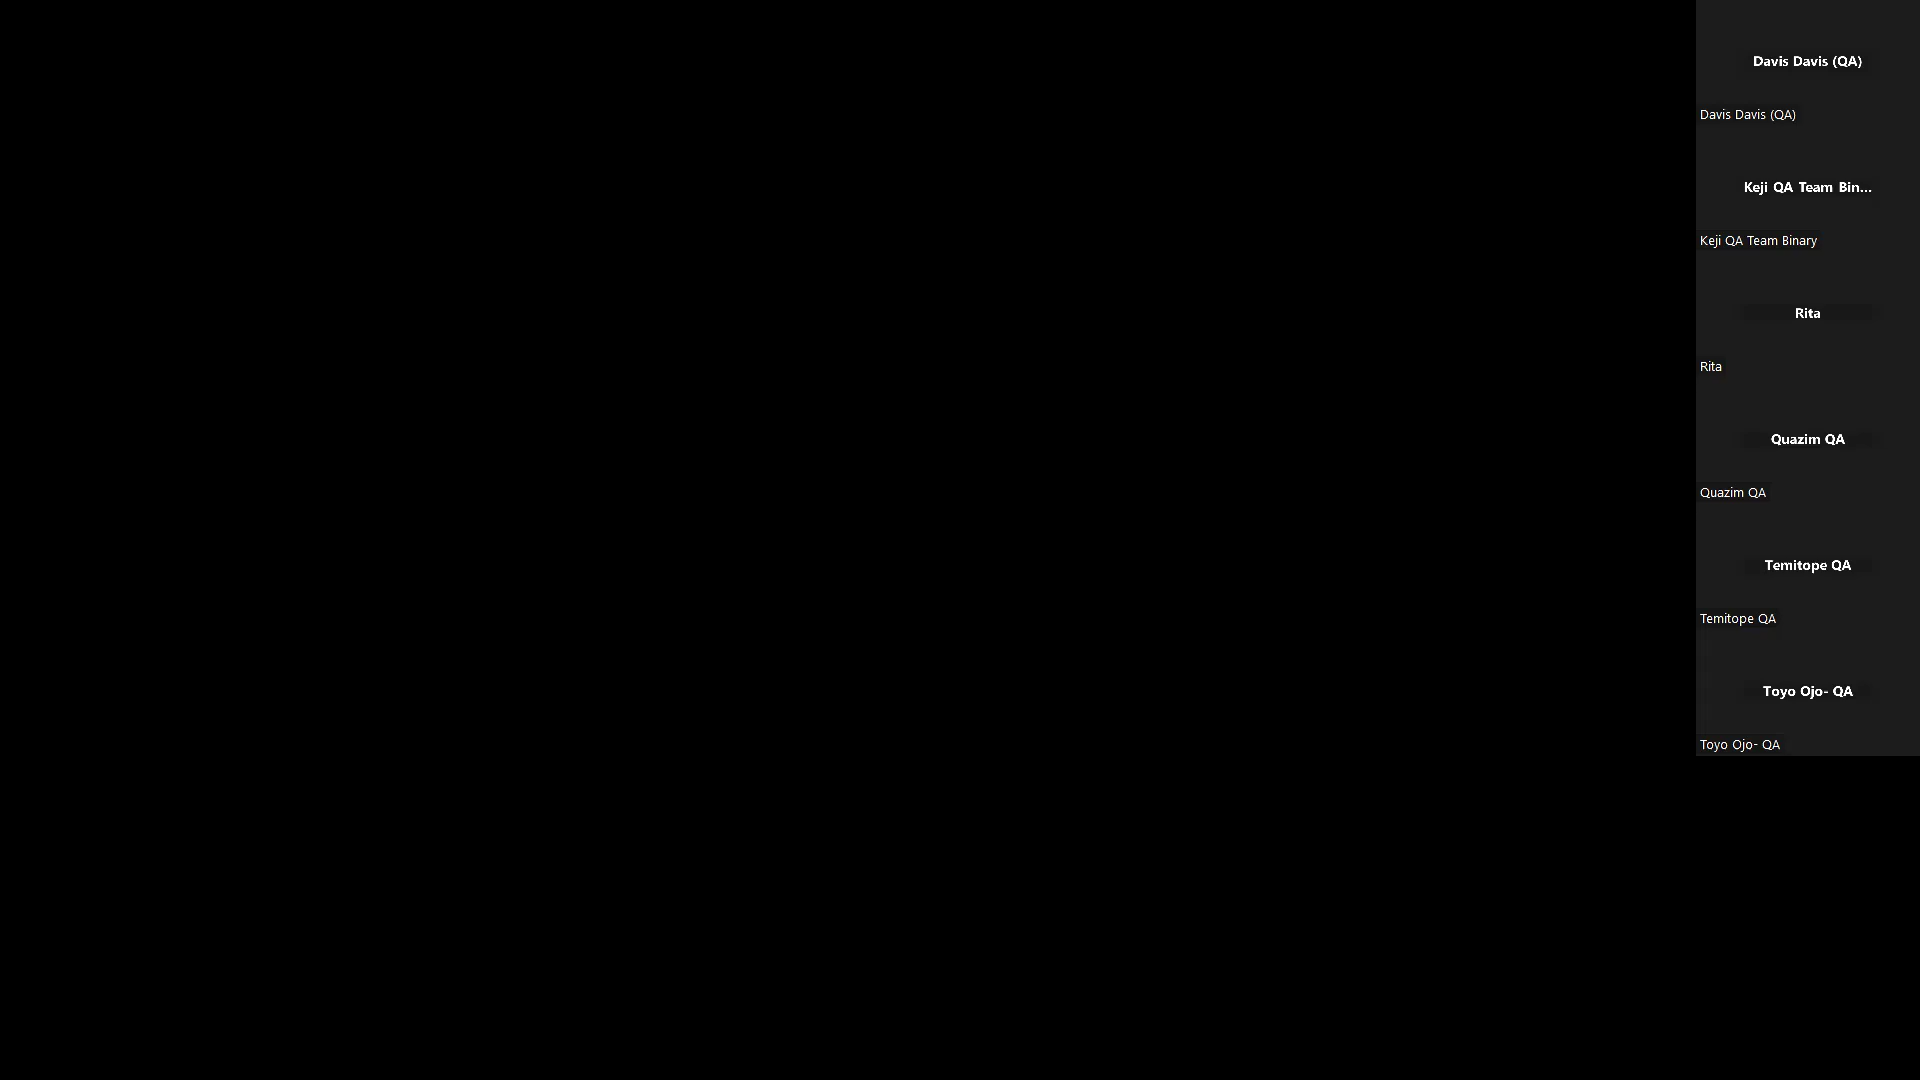 Davis Davis (QA)
Davis Davis (QA)
Keji QA Team Bin...
Keji QA Team Binary
Rita
Rita
Quazim QA
Quazim QA
Temitope QA
Temitope QA
Toyo Ojo- QA
Toyo Ojo- QA